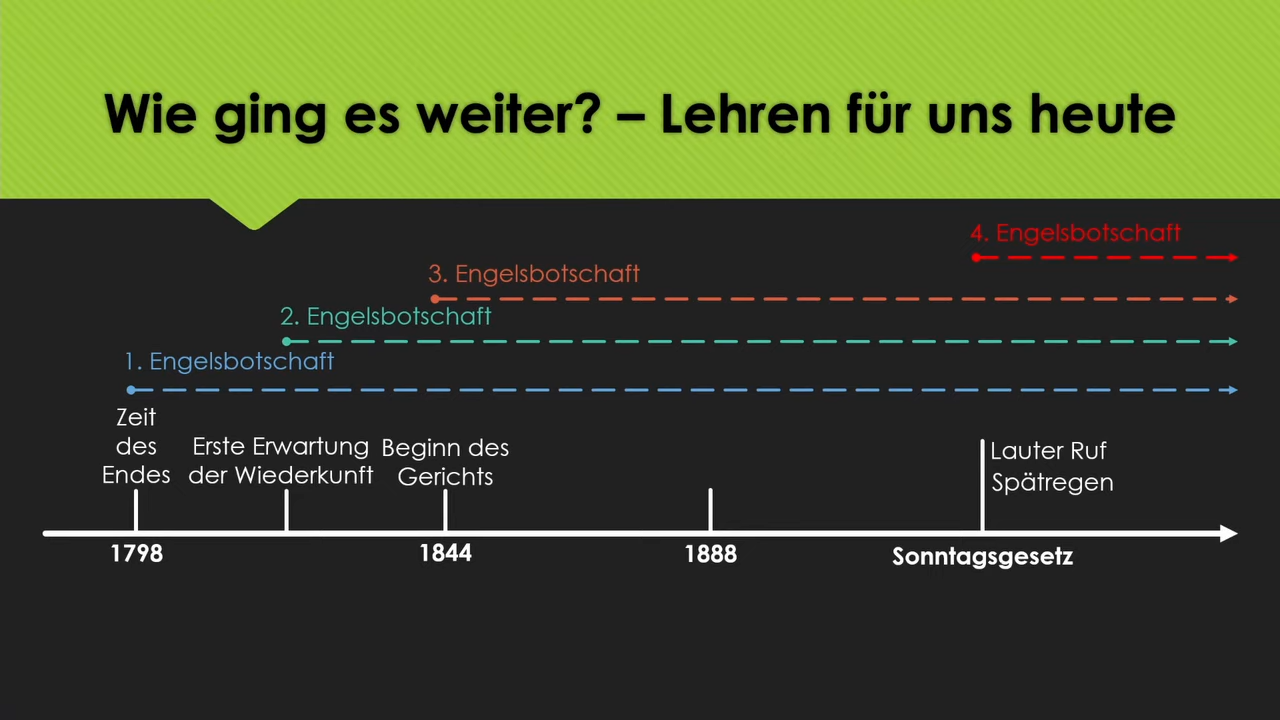 Wie ging es weiter? – Lehren für uns heute
4. Engelsbotschaft
3. Engelsbotschaft
2. Engelsbotschaft
1. Engelsbotschaft
Zeit
des
Endes
Erste Erwartung
der Wiederkunft
Beginn des
Gerichts
Lauter Ruf
Spätregen
1798
1844
1888
Sonntagsgesetz